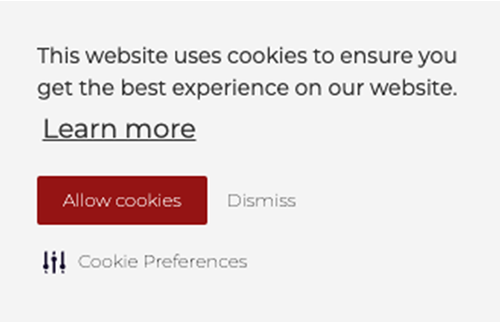 This website uses cookies to ensure you
get the best experience on our website.
Learn more
Allow cookies Dismiss
Cookie Preferences